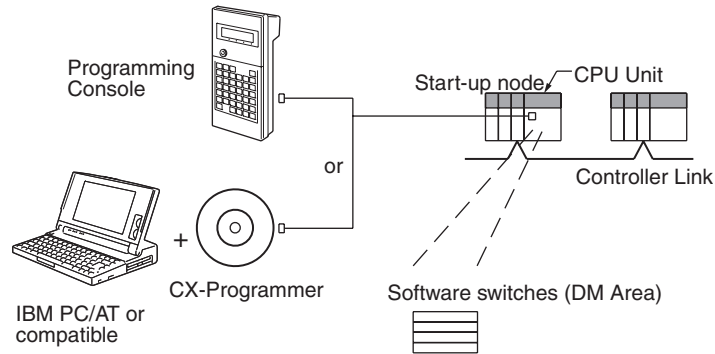 Programming
Console
Start-up node
CPU Unit
or
Controller Link
+
CX-Programmer
Software switches (DM Area)
IBM PC/AT or
compatible